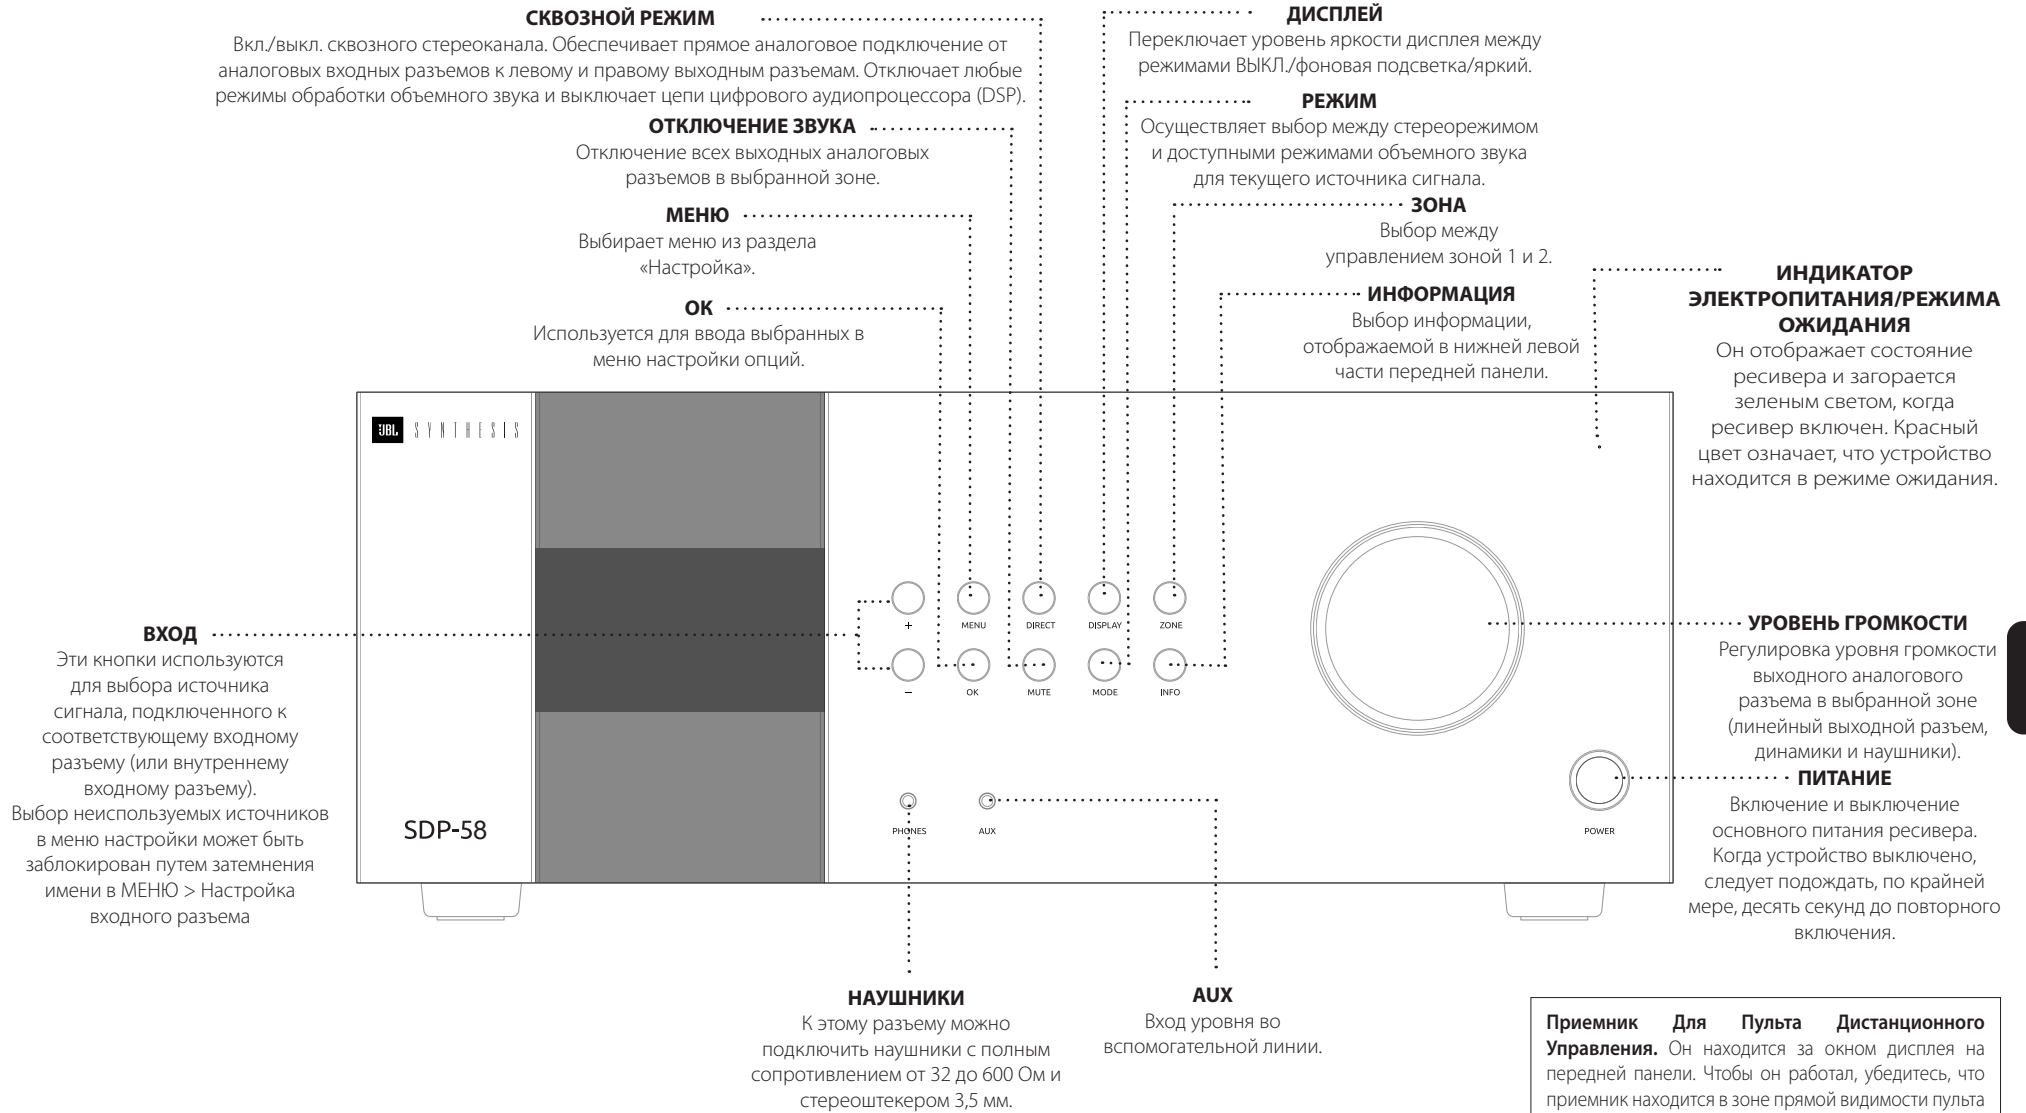 СКВОЗНОЙ РЕЖИМ
Вкл./выкл. сквозного стереоканала. Обеспечивает прямое аналоговое подключение от
аналоговых входных разъемов к левому и правому выходным разъемам. Отключает любые
режимы обработки объемного звука и выключает цепи цифрового аудиопроцессора (DSP).
ОТКЛЮЧЕНИЕ ЗВУКА
Отключение всех выходных аналоговых
разъемов в выбранной зоне.
МЕНЮ
Выбирает меню из раздела
«Настройка».
OK
Используется для ввода выбранных в
меню настройки опций.
ДИСПЛЕЙ
Переключает уровень яркости дисплея между
режимами ВЫКЛ./фоновая подсветка/яркий.
РЕЖИМ
Осуществляет выбор между стереорежимом
и доступными режимами объемного звука
для текущего источника сигнала.
ЗОНА
Выбор между
управлением зоной 1 и 2.
ИНФОРМАЦИЯ
Выбор информации,
отображаемой в нижней левой
части передней панели.
ИНДИКАТОР
ЭЛЕКТРОПИТАНИЯ/РЕЖИМА
ОЖИДАНИЯ
Он отображает состояние
ресивера и загорается
зеленым светом, когда
ресивер включен. Красный
цвет означает, что устройство
находится в режиме ожидания.
JBL SYNTHESIS
+ MENU DIRECT DISPLAY ZONE
– OK MUTE MODE INFO
PHONES AUX
POWER
SDP-58
ВХОД
Эти кнопки используются
для выбора источника
сигнала, подключенного к
соответствующему входному
разъему (или внутреннему
входному разъему).
Выбор неиспользуемых источников
в меню настройки может быть
заблокирован путем затемнения
имени в МЕНЮ > Настройка
входного разъема
УРОВЕНЬ ГРОМКОСТИ
Регулировка уровня громкости
выходного аналогового
разъема в выбранной зоне
(линейный выходной разъем,
динамики и наушники).
ПИТАНИЕ
Включение и выключение
основного питания ресивера.
Когда устройство выключено,
следует подождать, по крайней
мере, десять секунд до повторного
включения.
НАУШНИКИ
К этому разъему можно
подключить наушники с полным
сопротивлением от 32 до 600 Ом и
стереоштекером 3,5 мм.
AUX
Вход уровня во
вспомогательной линии.
Приемник Для Пульта Дистанционного
Управления. Он находится за окном дисплея на
передней панели. Чтобы он работал, убедитесь, что
приемник находится в зоне прямой видимости пульта